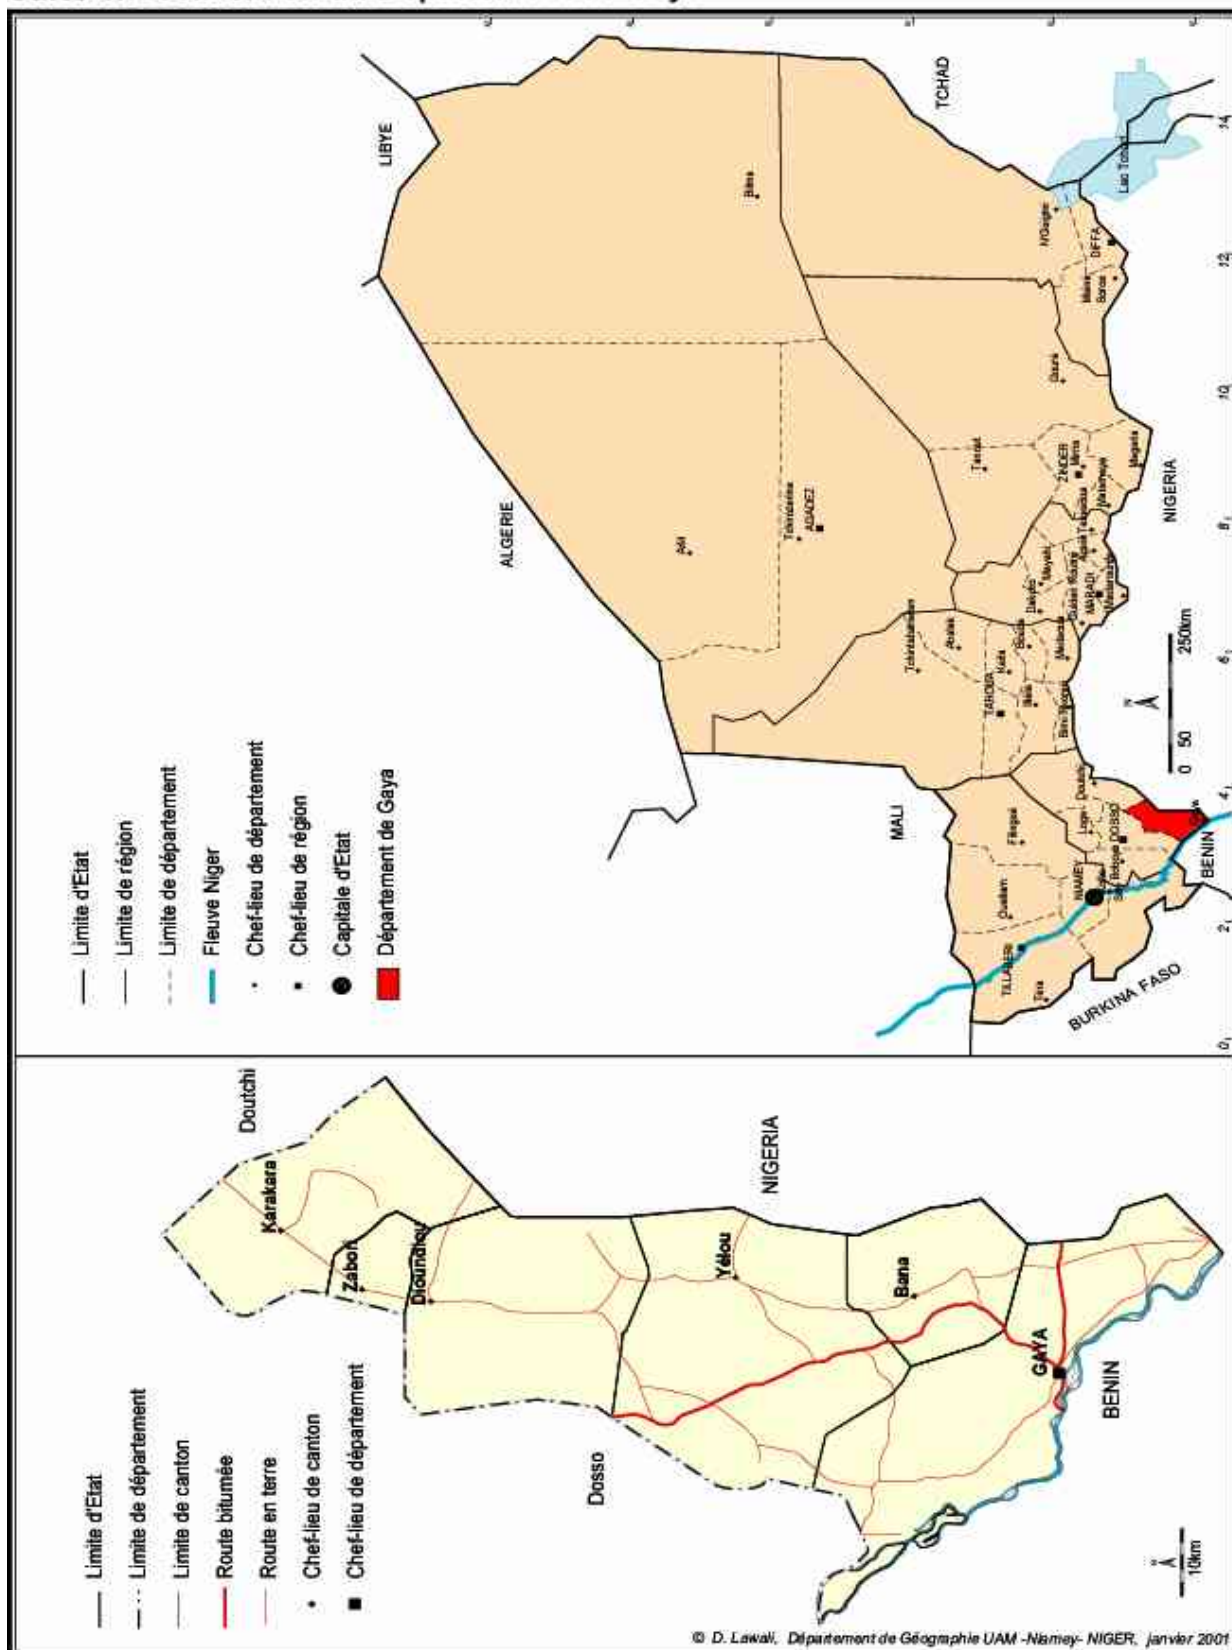 Limite d'Etat
Limite de département
Limite de canton
Route bitumée
Route en terre
Chef-lieu de canton
Chef-lieu de département
Doutchi
Karakara
Zabori
Dioundiou
NIGERIA
Yélou
Bana
Dosso
GAYA
BENIN
N
10km
© D. Lawali, Département de Géographie UAM -Niamey- NIGER, janvier 2001
Limite d'Etat
Limite de région
Limite de département
Fleuve Niger
Chef-lieu de département
Chef-lieu de région
Capitale d'Etat
Département de Gaya
LIBYE
ALGERIE
TCHAD
MALI
NIGERIA
BENIN
BURKINA FASO
Lac Tchad
Bilma
Arlit
Tchirozérine
AGADEZ
N'Guigmi
DIFFA
Maïné
Soroa
Gouré
Tanout
ZINDER
Mirria
Matameye
Magaria
Tchintabaraden
Abalak
Keita
TAHOUA
Bouza
Illéla
Madaoua
Dakoro
Mayahi
Guidan Roumji
MARADI
Filingué
Ouallam
TILLABERI
Téra
NIAMEY
Say
Loga
Doutchi
DOSSO
Gaya
N
0 50 250km
0 2 4 6 8 10 12 14